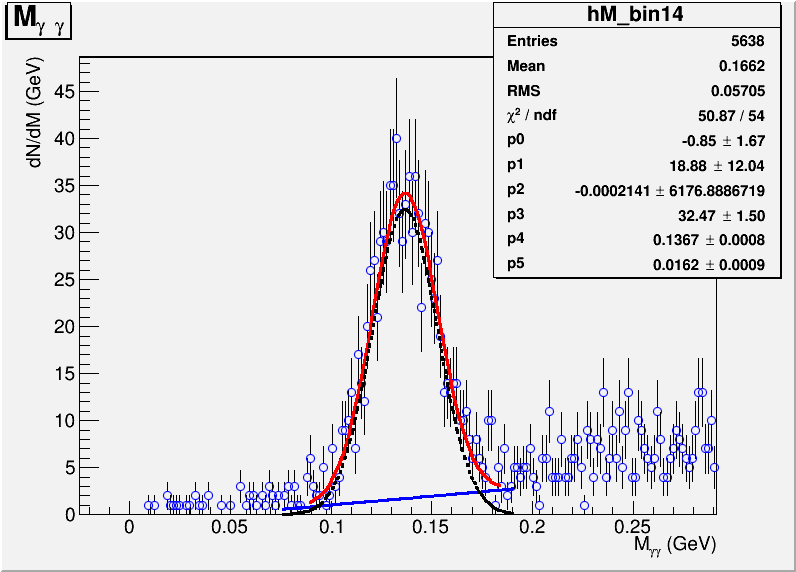 M γ γ
hM_bin14
Entries 5638
Mean 0.1662
RMS 0.05705
χ² / ndf 50.87 / 54
p0 -0.85 ± 1.67
p1 18.88 ± 12.04
p2 -0.0002141 ± 6176.8886719
p3 32.47 ± 1.50
p4 0.1367 ± 0.0008
p5 0.0162 ± 0.0009
dN/dM (GeV)
45
40
35
30
25
20
15
10
5
0
0 0.05 0.1 0.15 0.2 0.25
Mγγ (GeV)